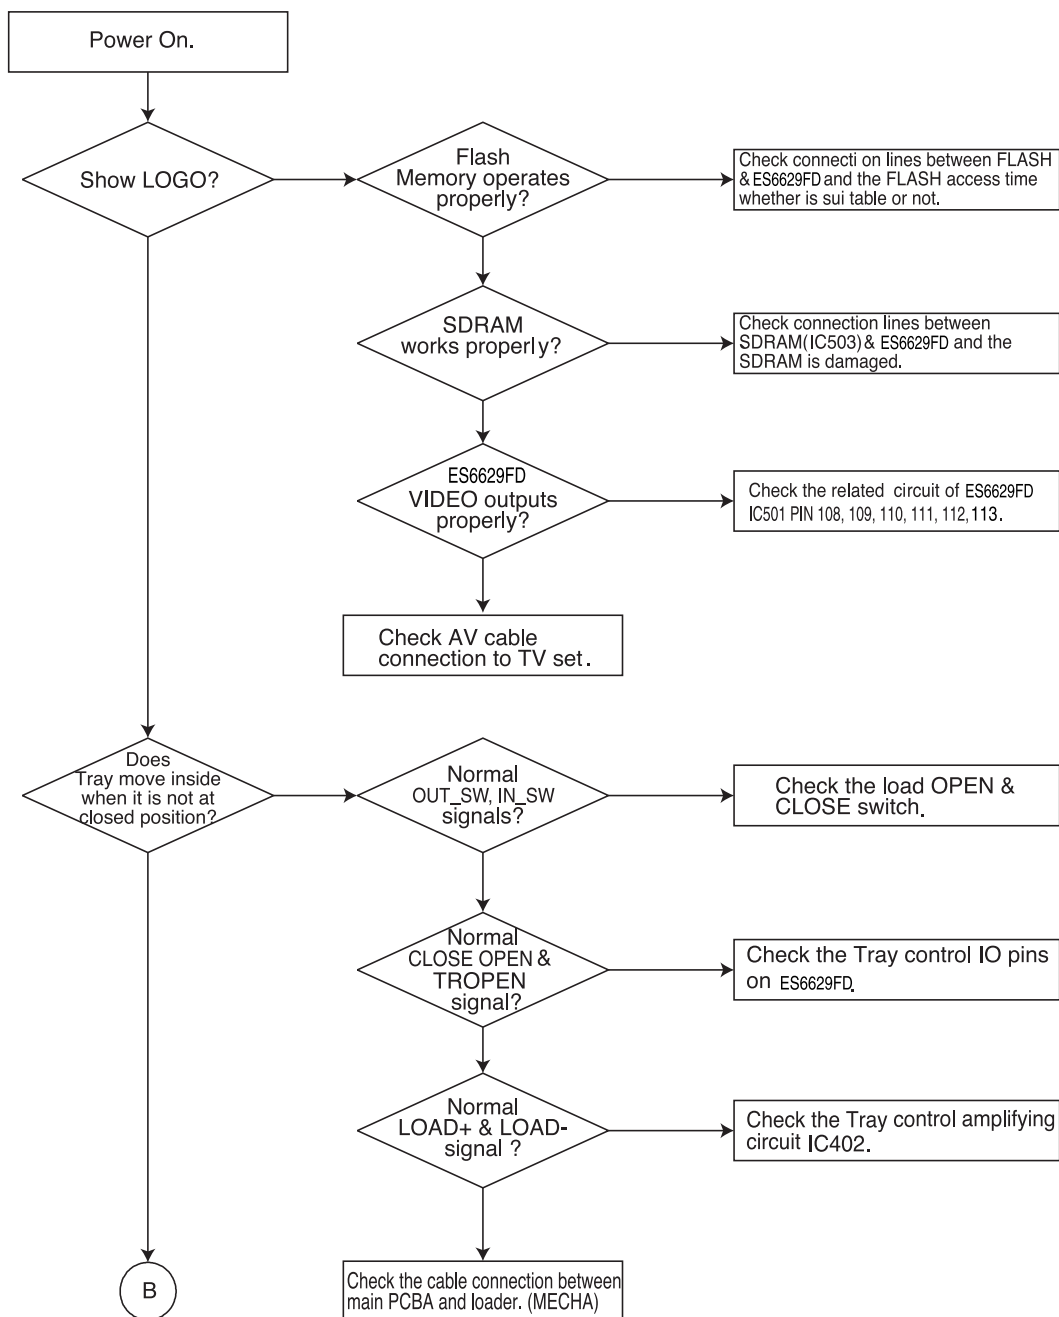 Power On.
Show LOGO?
Flash
Memory operates
properly?
Check connecti on lines between FLASH
& ES6629FD and the FLASH access time
whether is sui table or not.
SDRAM
works properly?
Check connection lines between
SDRAM(IC503) & ES6629FD and the
SDRAM is damaged.
ES6629FD
VIDEO outputs
properly?
Check the related circuit of ES6629FD
IC501 PIN 108, 109, 110, 111, 112, 113.
Check AV cable
connection to TV set.
Does
Tray move inside
when it is not at
closed position?
Normal
OUT_SW, IN_SW
signals?
Check the load OPEN &
CLOSE switch.
Normal
CLOSE OPEN &
TROPEN
signal?
Check the Tray control IO pins
on ES6629FD.
Normal
LOAD+ & LOAD-
signal ?
Check the Tray control amplifying
circuit IC402.
B
Check the cable connection between
main PCBA and loader. (MECHA)